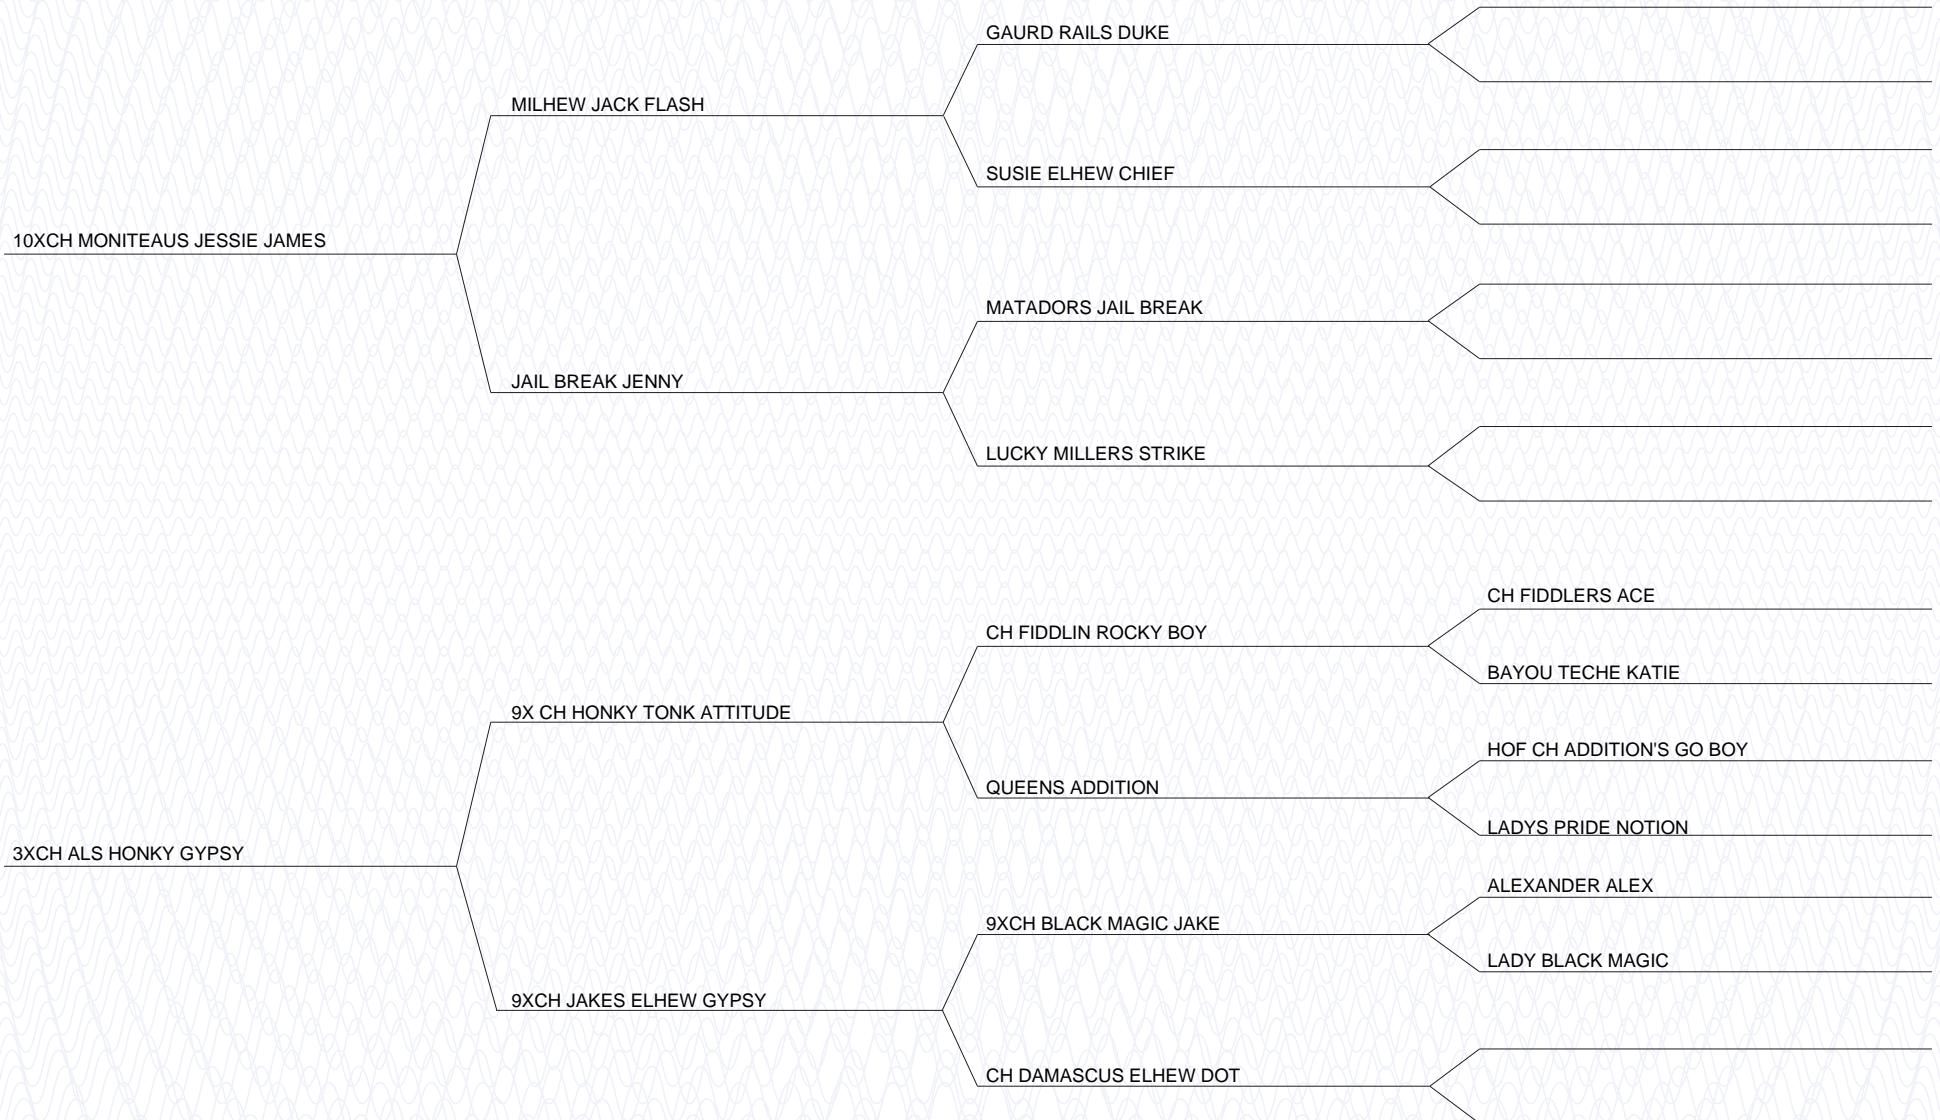 GAURD RAILS DUKE
MILHEW JACK FLASH
SUSIE ELHEW CHIEF
10XCH MONITEAUS JESSIE JAMES
MATADORS JAIL BREAK
JAIL BREAK JENNY
LUCKY MILLERS STRIKE
CH FIDDLERS ACE
CH FIDDLIN ROCKY BOY
BAYOU TECHE KATIE
9X CH HONKY TONK ATTITUDE
HOF CH ADDITION'S GO BOY
QUEENS ADDITION
LADYS PRIDE NOTION
3XCH ALS HONKY GYPSY
ALEXANDER ALEX
9XCH BLACK MAGIC JAKE
LADY BLACK MAGIC
9XCH JAKES ELHEW GYPSY
CH DAMASCUS ELHEW DOT